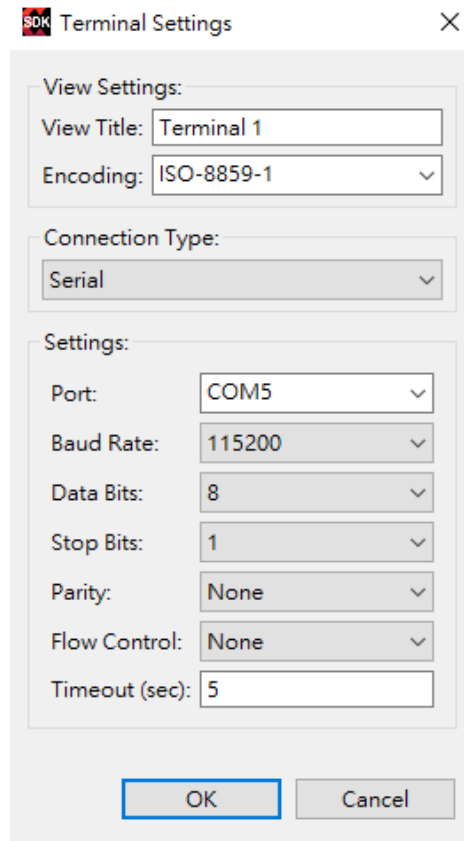 SDK Terminal Settings
View Settings:
View Title: Terminal 1
Encoding: ISO-8859-1
Connection Type:
Serial
Settings:
Port: COM5
Baud Rate: 115200
Data Bits: 8
Stop Bits: 1
Parity: None
Flow Control: None
Timeout (sec): 5
OK Cancel